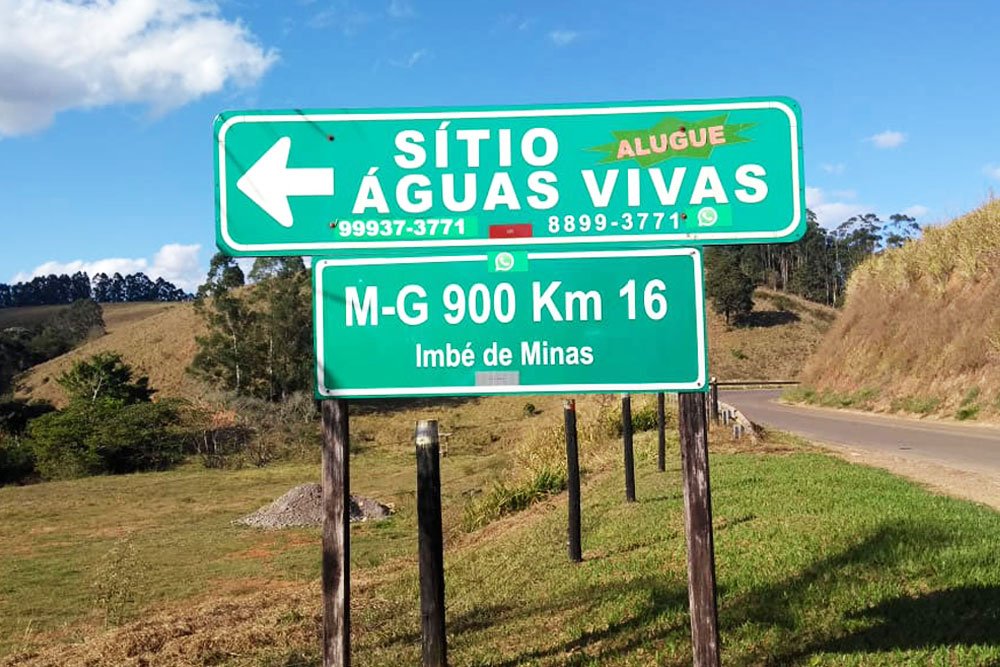 SÍTIO
ALUGUE
ÁGUAS VIVAS
99937-3771 8899-3771
M-G 900 Km 16
Imbé de Minas